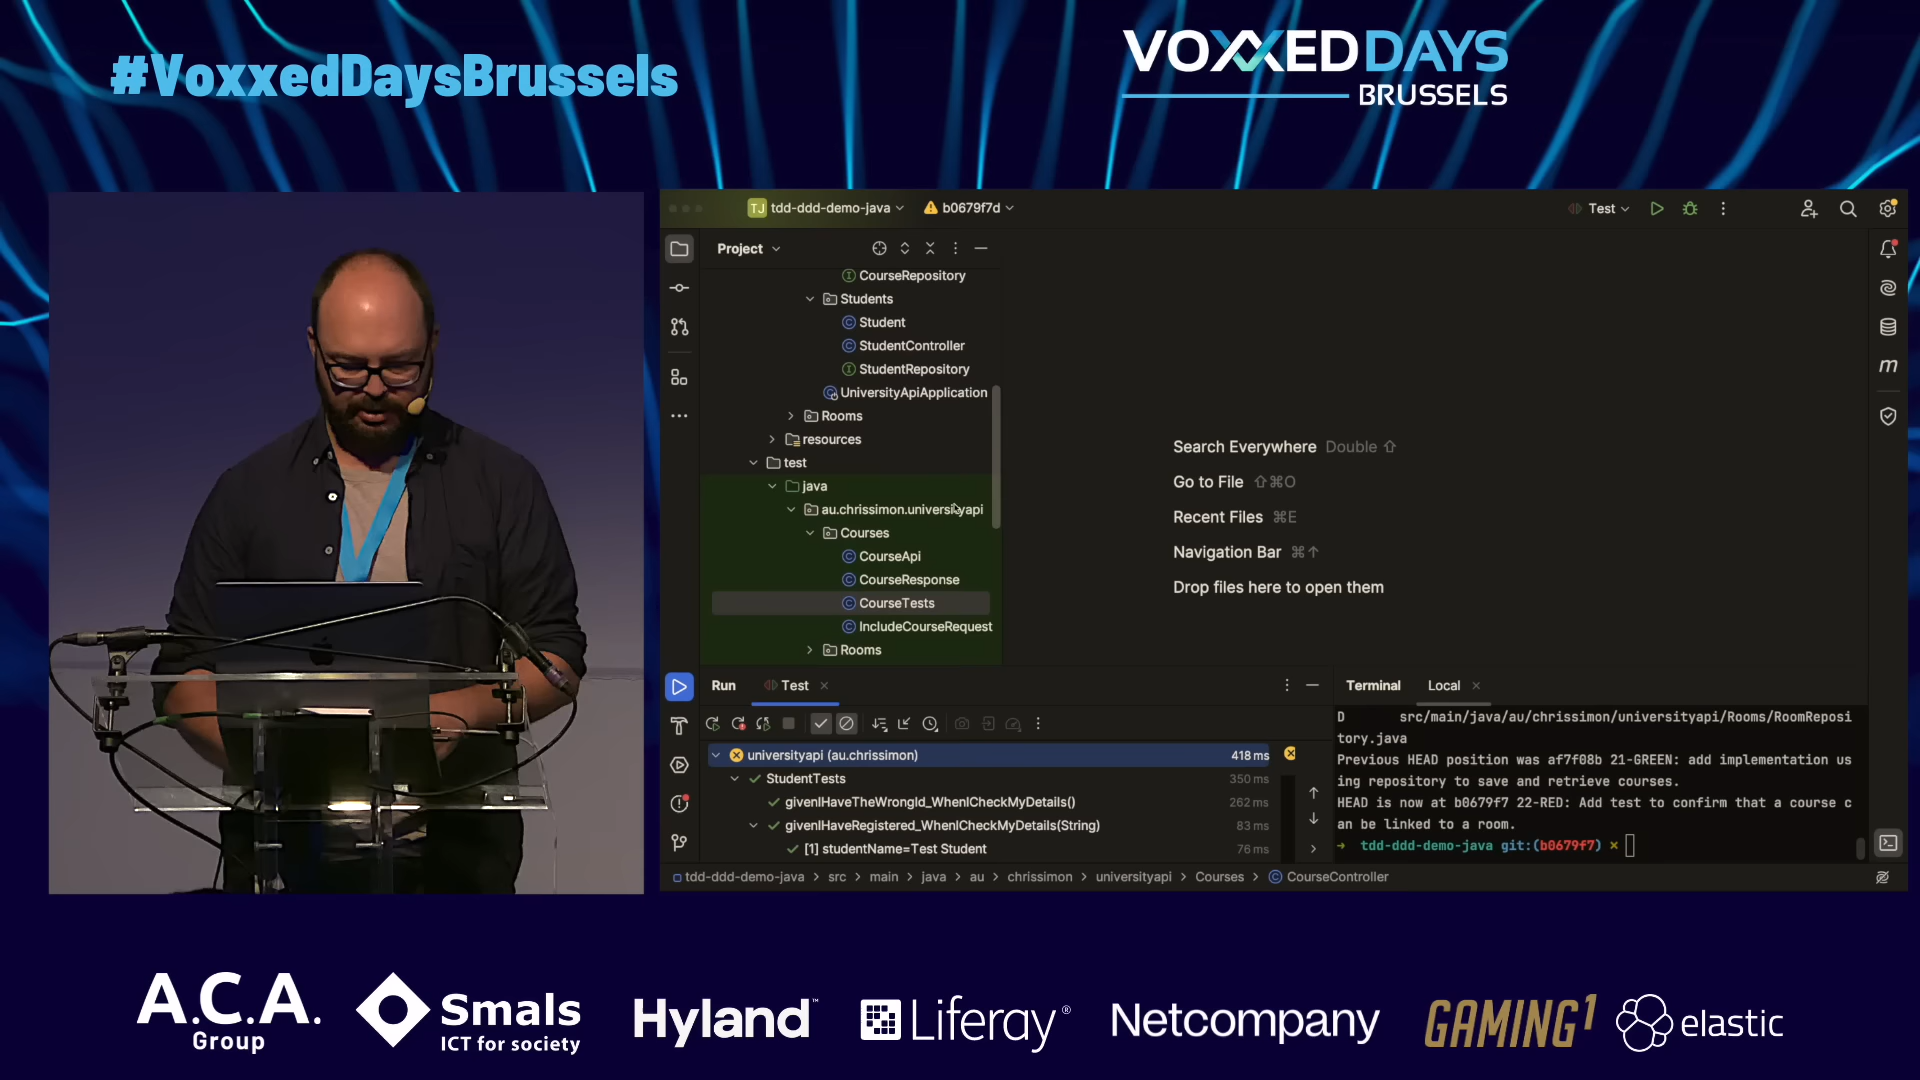 #VoxxedDaysBrussels
VOXXEDDAYS
BRUSSELS
TJ tdd-ddd-demo-java
b0679f7d
Test
Project
CourseRepository
Students
Student
StudentController
StudentRepository
UniversityApiApplication
Rooms
resources
test
java
au.chrissimon.universityapi
Courses
CourseApi
CourseResponse
CourseTests
IncludeCourseRequest
Rooms
Search Everywhere Double ⇧
Go to File ⇧⌘O
Recent Files ⌘E
Navigation Bar ⌘↑
Drop files here to open them
Run
Test
universityapi (au.chrissimon) 418 ms
StudentTests 350 ms
givenIHaveTheWrongId_WhenICheckMyDetails() 262 ms
givenIHaveRegistered_WhenICheckMyDetails(String) 83 ms
[1] studentName=Test Student 76 ms
Terminal
Local
D src/main/java/au/chrissimon/universityapi/Rooms/RoomReposi
tory.java
Previous HEAD position was af7f08b 21-GREEN: add implementation us
ing repository to save and retrieve courses.
HEAD is now at b0679f7 22-RED: Add test to confirm that a course c
an be linked to a room.
→ tdd-ddd-demo-java git:(b0679f7) ×
tdd-ddd-demo-java > src > main > java > au > chrissimon > universityapi > Courses > CourseController
A.C.A.
Group
Smals
ICT for society
Hyland™
Liferay®
Netcompany
GAMING1
elastic